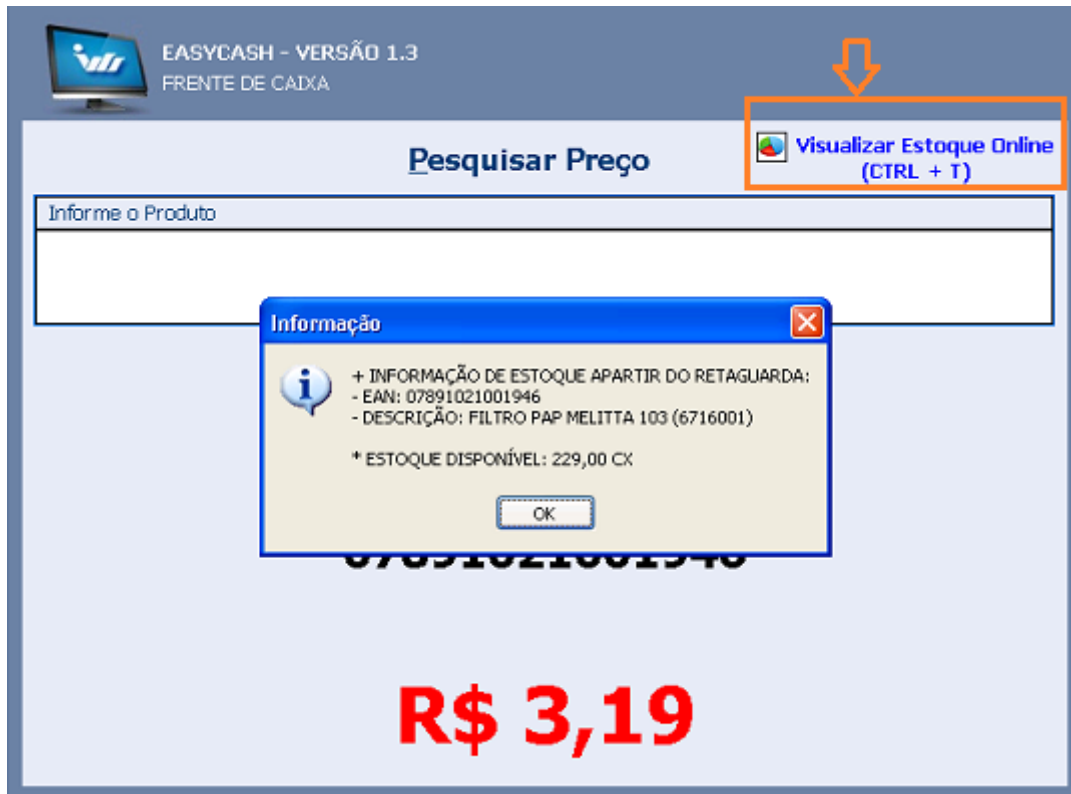 EASYCASH - VERSÃO 1.3
FRENTE DE CAIXA
Pesquisar Preço
Visualizar Estoque Online
(CTRL + T)
Informe o Produto
Informação
+ INFORMAÇÃO DE ESTOQUE APARTIR DO RETAGUARDA:
- EAN: 07891021001946
- DESCRIÇÃO: FILTRO PAP MELITTA 103 (6716001)
* ESTOQUE DISPONÍVEL: 229,00 CX
OK
07891021001946
R$ 3,19